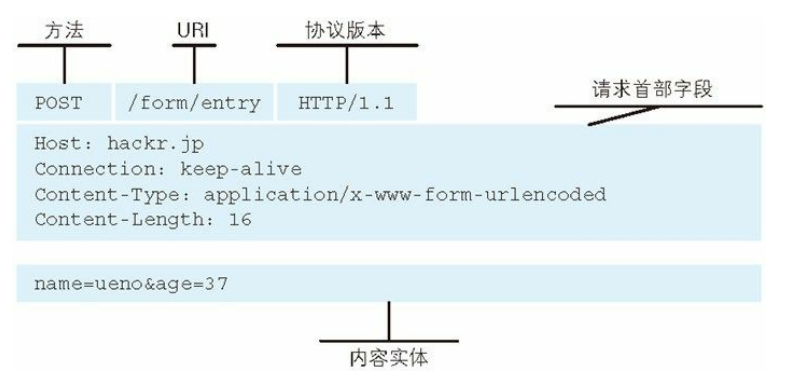 方法 URI 协议版本
POST /form/entry HTTP/1.1
请求首部字段
Host: hackr.jp
Connection: keep-alive
Content-Type: application/x-www-form-urlencoded
Content-Length: 16
name=ueno&age=37
内容实体